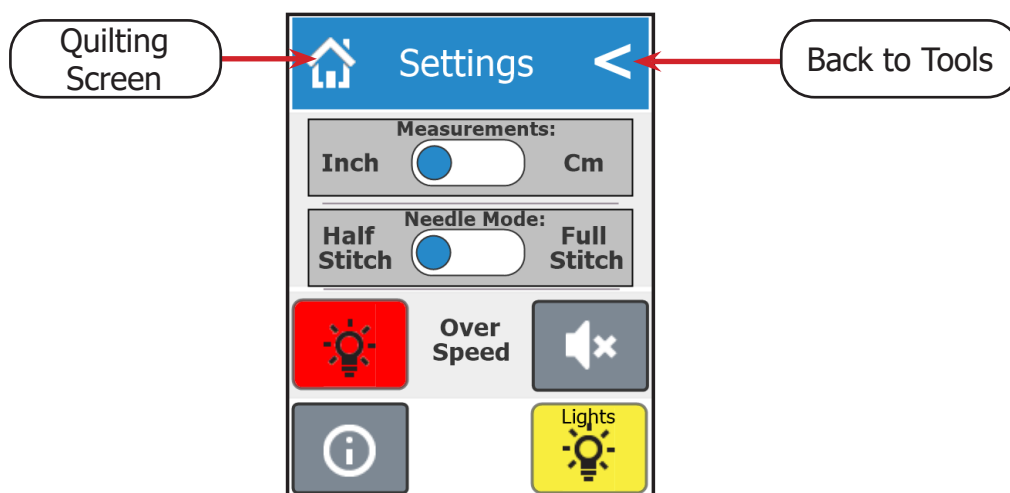 Quilting
Screen
Settings
<
Back to Tools
Measurements:
Inch
Cm
Needle Mode:
Half
Stitch
Full
Stitch
Over
Speed
Lights